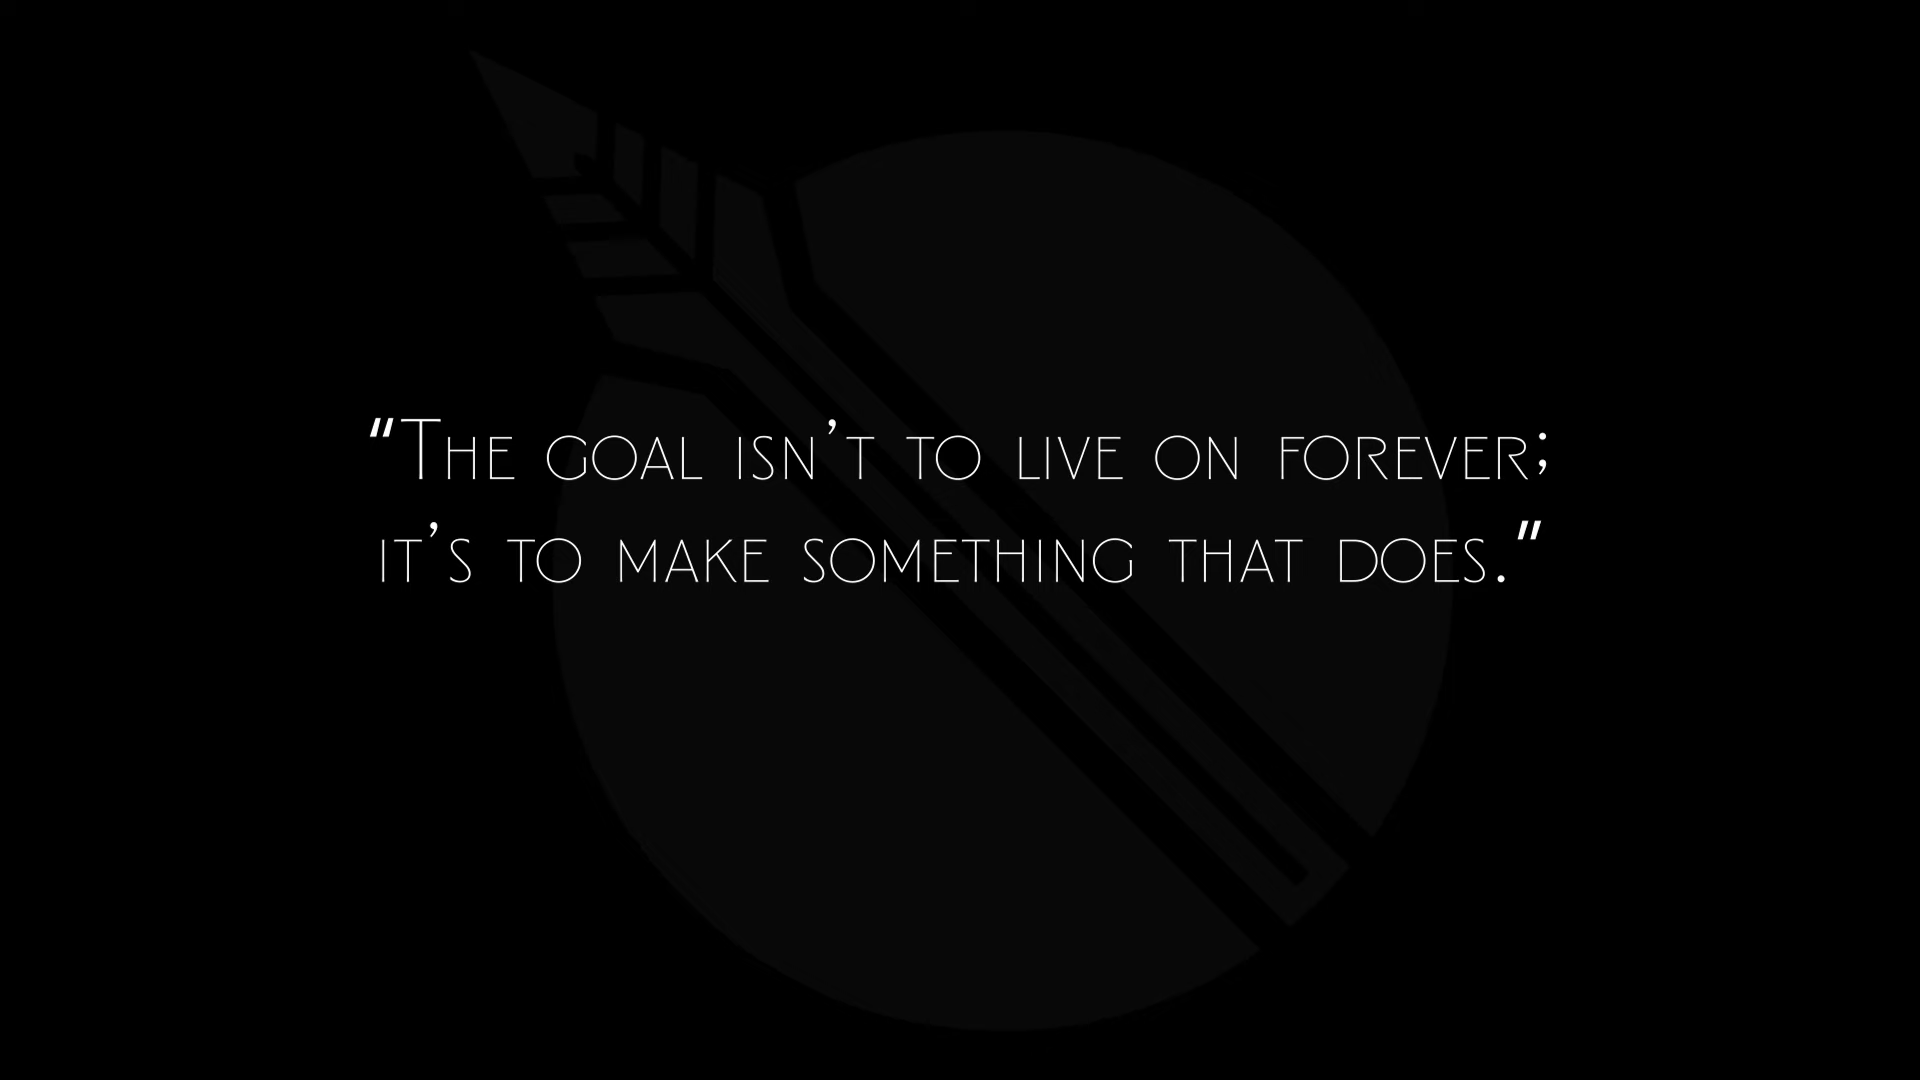 "The goal isn’t to live on forever;
it’s to make something that does."